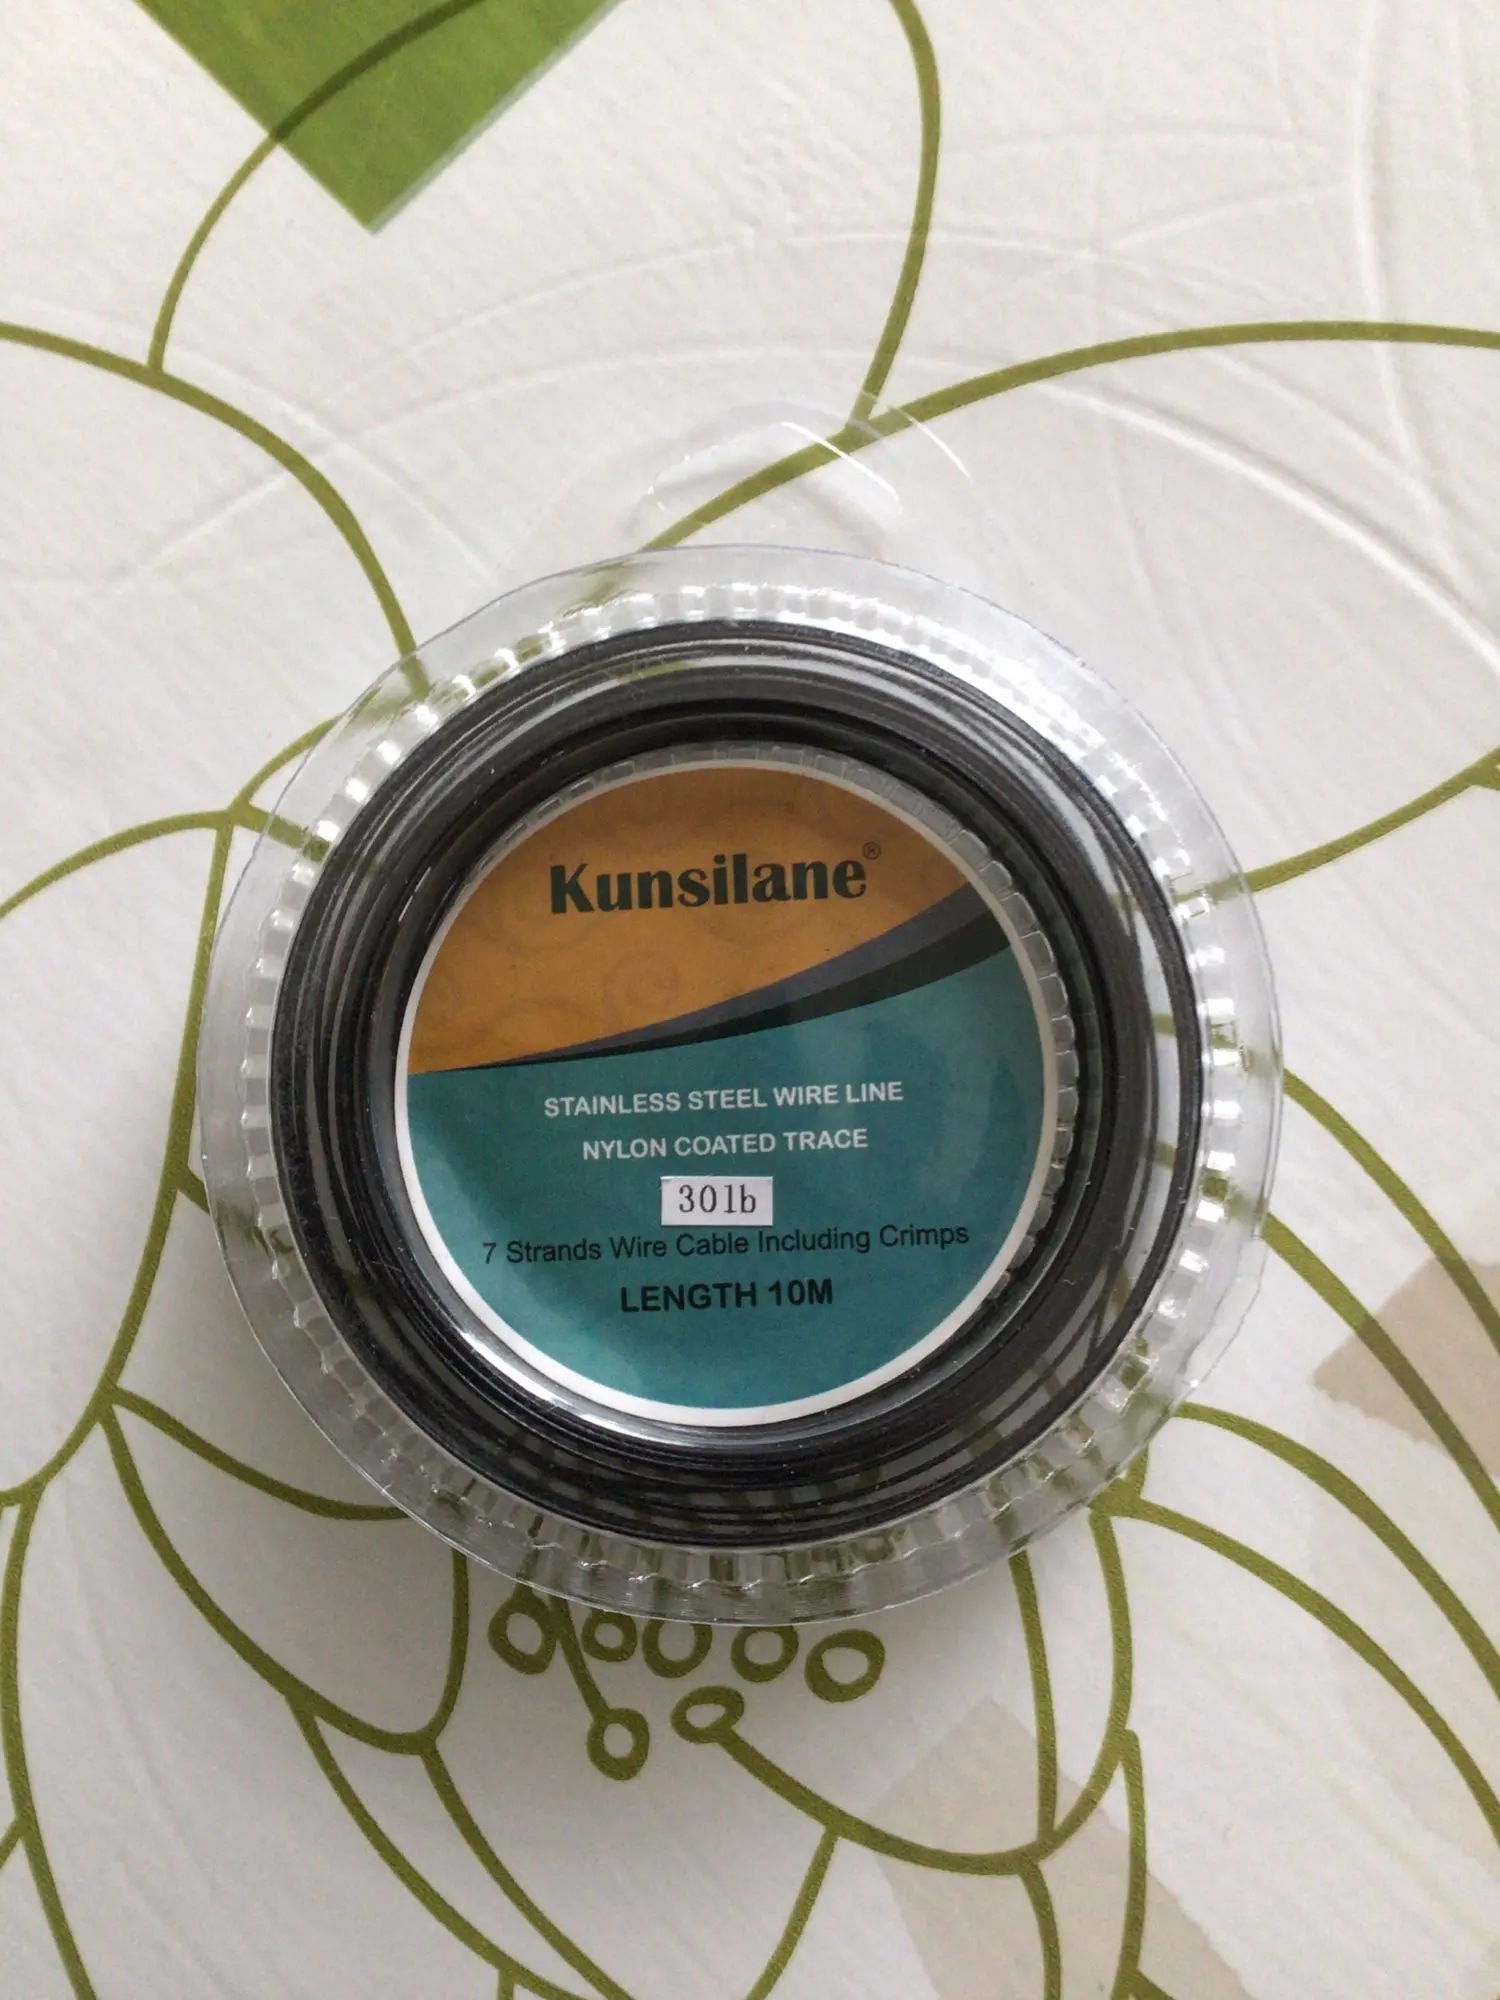 Kunsilane®
STAINLESS STEEL WIRE LINE
NYLON COATED TRACE
30lb
7 Strands Wire Cable Including Crimps
LENGTH 10M